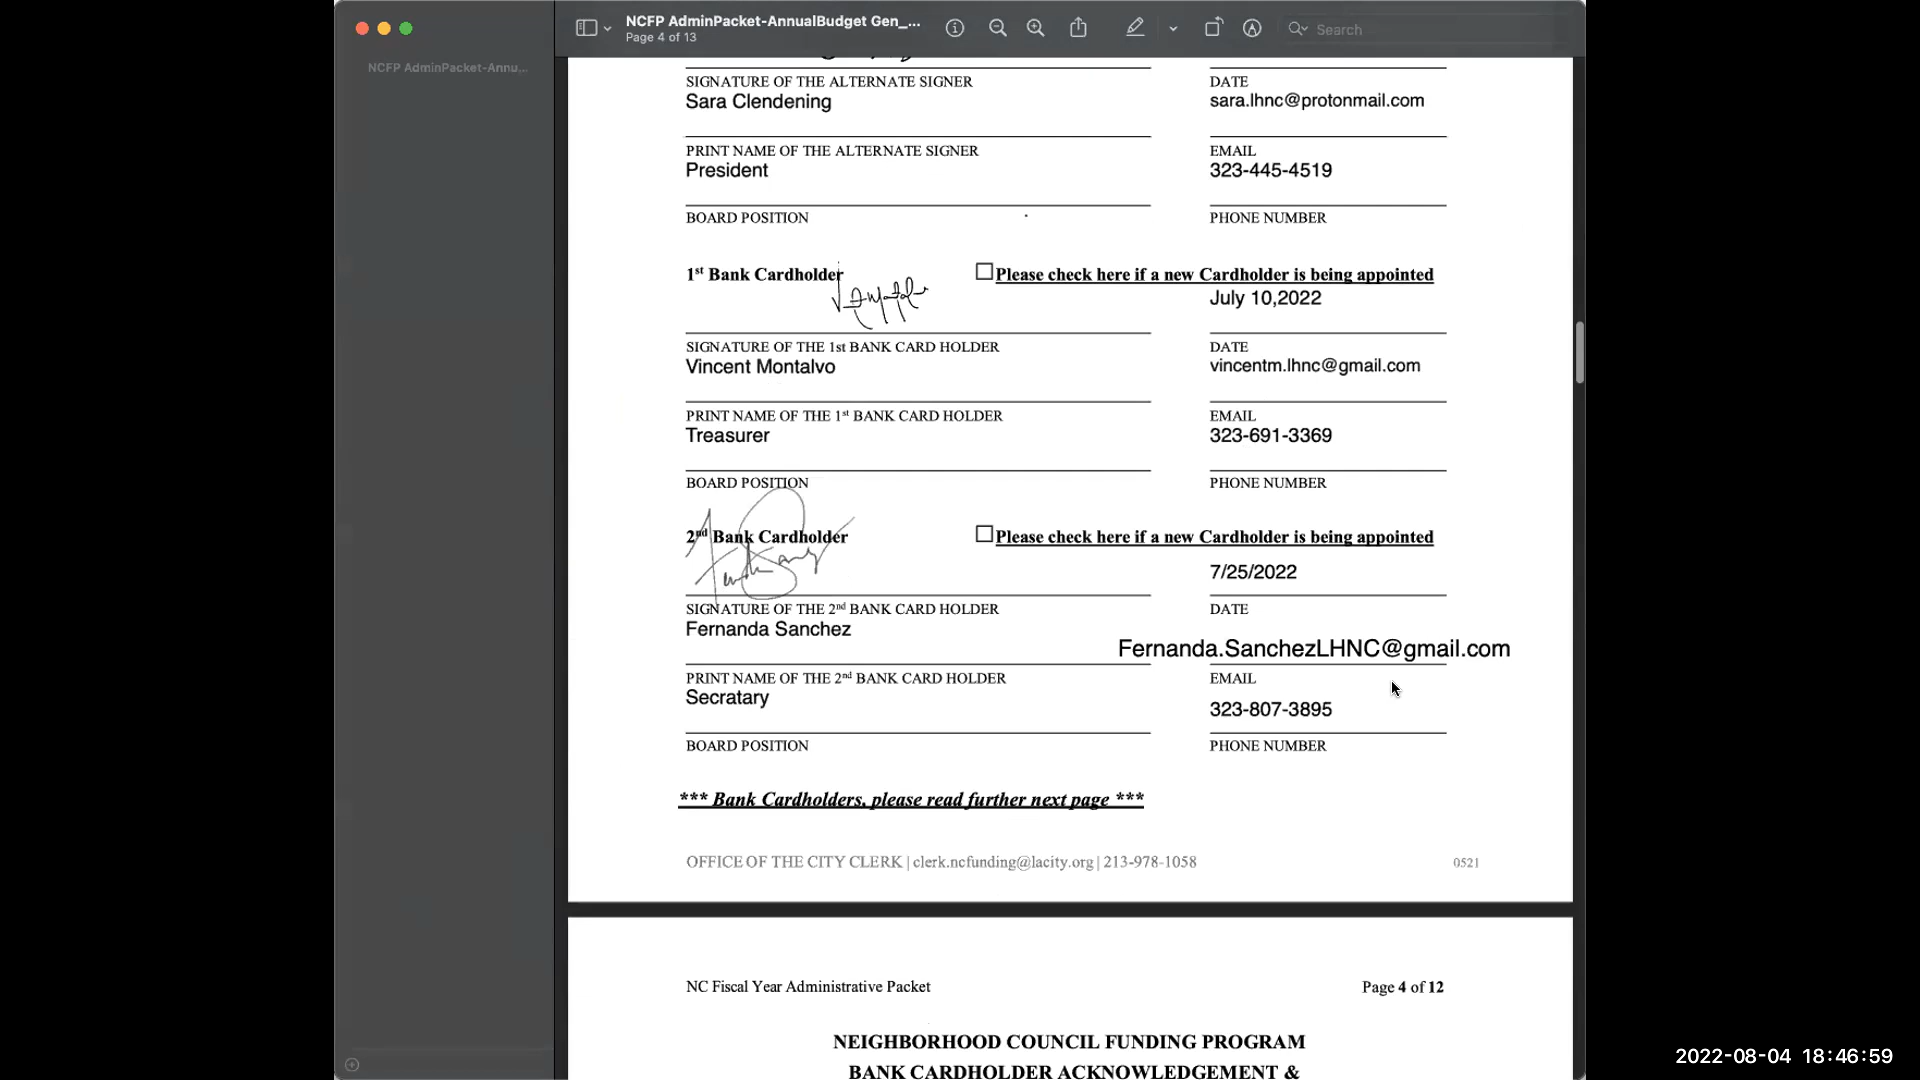 NCFP AdminPacket-AnnualBudget Gen_...
Page 4 of 13
Search
NCFP AdminPacket-Annu...
SIGNATURE OF THE ALTERNATE SIGNER DATE
Sara Clendening sara.lhnc@protonmail.com
PRINT NAME OF THE ALTERNATE SIGNER EMAIL
President 323-445-4519
BOARD POSITION PHONE NUMBER
1st Bank Cardholder Please check here if a new Cardholder is being appointed
July 10,2022
SIGNATURE OF THE 1st BANK CARD HOLDER DATE
Vincent Montalvo vincentm.lhnc@gmail.com
PRINT NAME OF THE 1st BANK CARD HOLDER EMAIL
Treasurer 323-691-3369
BOARD POSITION PHONE NUMBER
2nd Bank Cardholder Please check here if a new Cardholder is being appointed
7/25/2022
SIGNATURE OF THE 2nd BANK CARD HOLDER DATE
Fernanda Sanchez
Fernanda.SanchezLHNC@gmail.com
PRINT NAME OF THE 2nd BANK CARD HOLDER EMAIL
Secratary 323-807-3895
BOARD POSITION PHONE NUMBER
*** Bank Cardholders, please read further next page ***
OFFICE OF THE CITY CLERK | clerk.ncfunding@lacity.org | 213-978-1058 0521
NC Fiscal Year Administrative Packet Page 4 of 12
NEIGHBORHOOD COUNCIL FUNDING PROGRAM
BANK CARDHOLDER ACKNOWLEDGEMENT &
2022-08-04 18:46:59